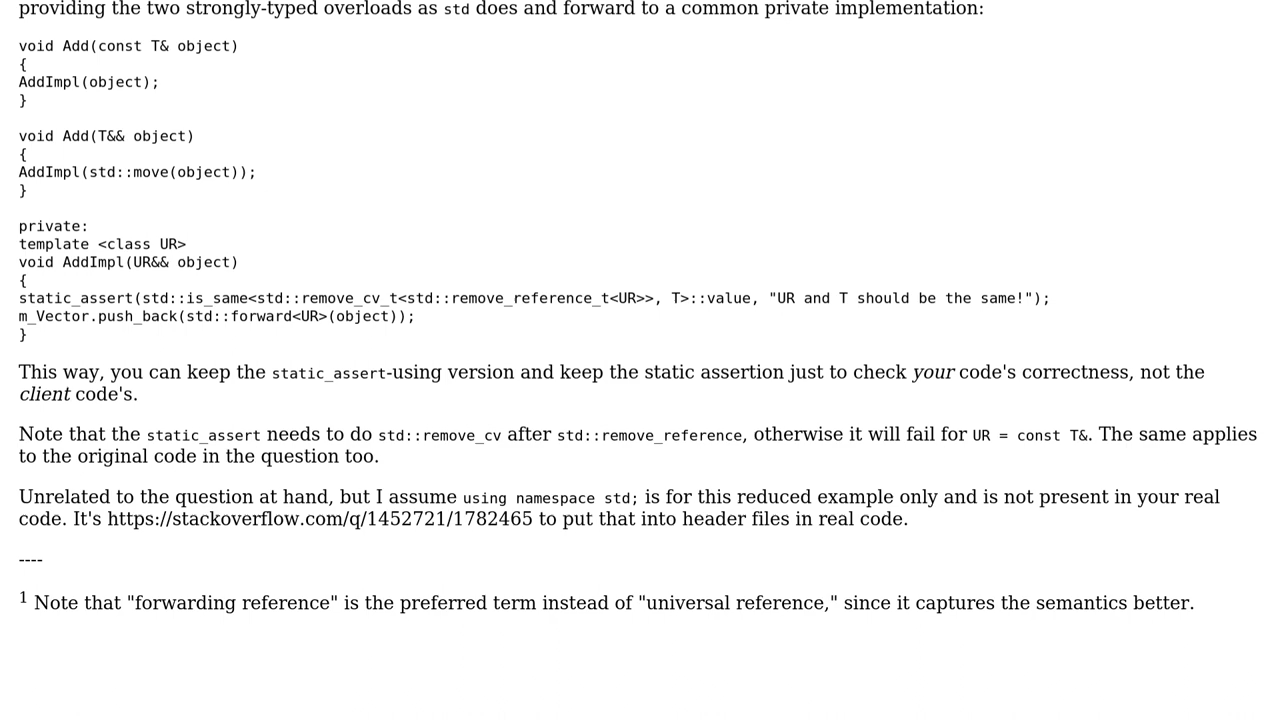 providing the two strongly-typed overloads as std does and forward to a common private implementation:
void Add(const T& object)
{
AddImpl(object);
}
void Add(T&& object)
{
AddImpl(std::move(object));
}
private:
template <class UR>
void AddImpl(UR&& object)
{
static_assert(std::is_same<std::remove_cv_t<std::remove_reference_t<UR>>, T>::value, "UR and T should be the same!");
m_Vector.push_back(std::forward<UR>(object));
}
This way, you can keep the static_assert-using version and keep the static assertion just to check your code's correctness, not the
client code's.
Note that the static_assert needs to do std::remove_cv after std::remove_reference, otherwise it will fail for UR = const T&. The same applies
to the original code in the question too.
Unrelated to the question at hand, but I assume using namespace std; is for this reduced example only and is not present in your real
code. It's https://stackoverflow.com/q/1452721/1782465 to put that into header files in real code.
----
1 Note that "forwarding reference" is the preferred term instead of "universal reference," since it captures the semantics better.